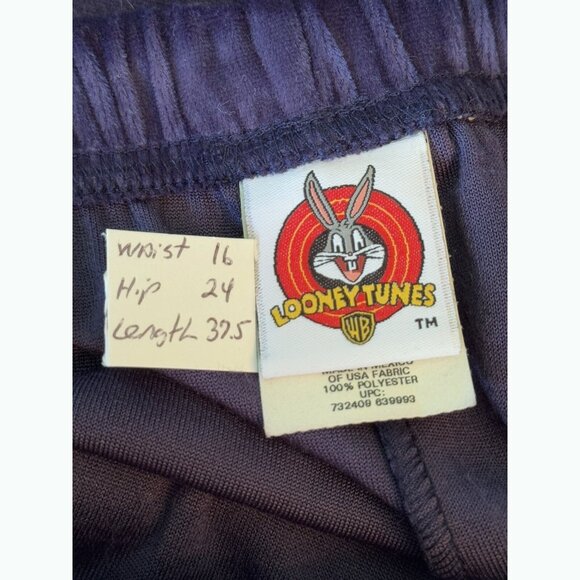 Waist 16
Hip 24
Length 37.5
LOONEY TUNES
WB
TM
MADE IN MEXICO
OF USA FABRIC
100% POLYESTER
UPC:
732409 639993